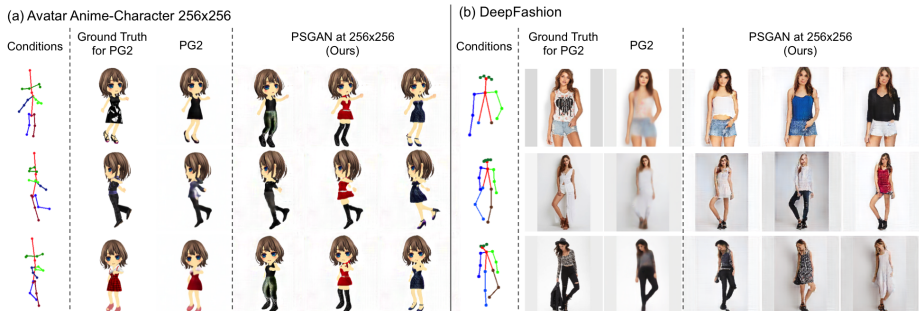 (a) Avatar Anime-Character 256x256
Conditions
Ground Truth
for PG2
PG2
PSGAN at 256x256
(Ours)
(b) DeepFashion
Conditions
Ground Truth
for PG2
PG2
PSGAN at 256x256
(Ours)